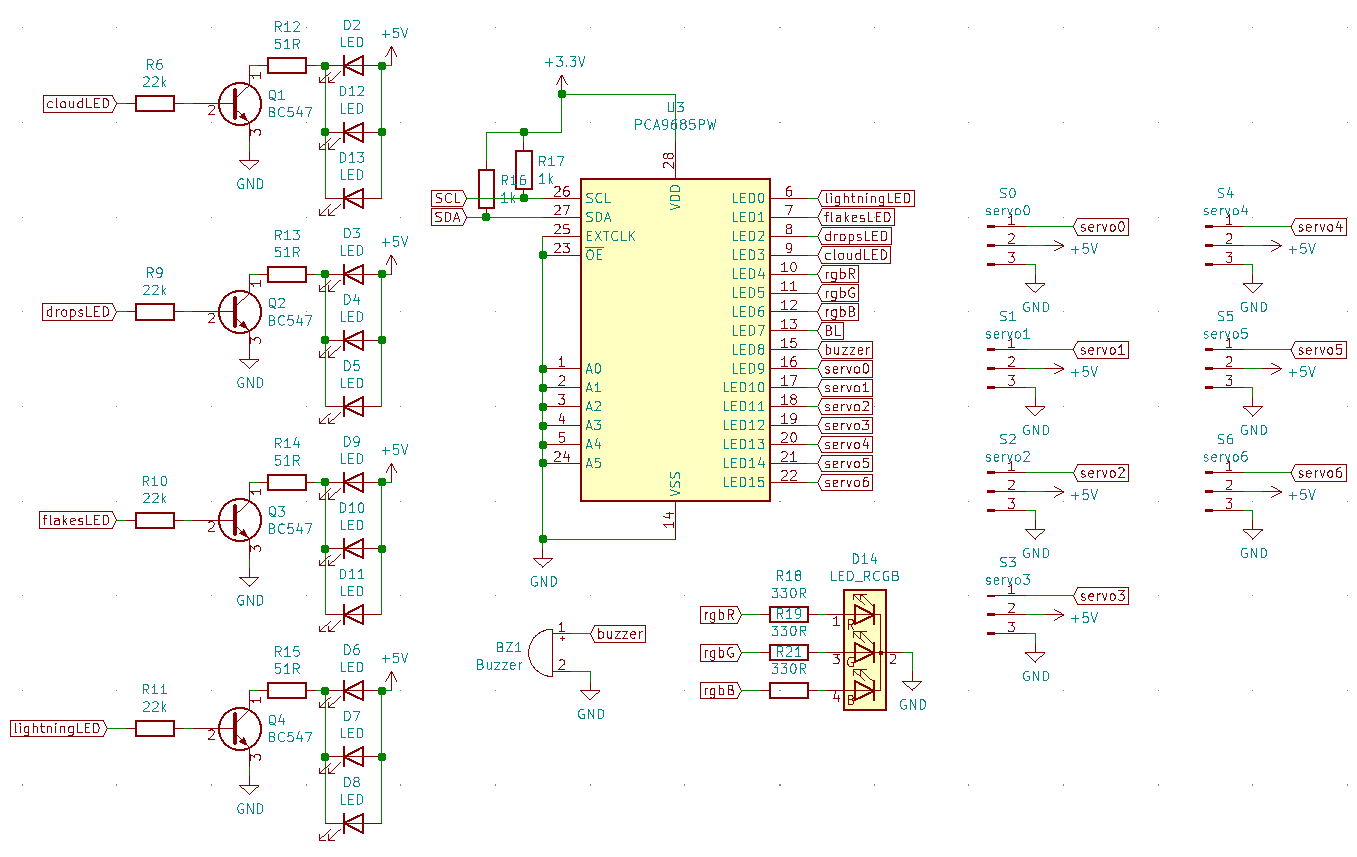 R12
51R
D2
LED
+5V
R6
22k
cloudLED
1
2
3
Q1
BC547
D12
LED
D13
LED
GND
R13
51R
D3
LED
+5V
R9
22k
dropsLED
1
2
3
Q2
BC547
D4
LED
D5
LED
GND
R14
51R
D9
LED
+5V
R10
22k
flakesLED
1
2
3
Q3
BC547
D10
LED
D11
LED
GND
R15
51R
D6
LED
+5V
R11
22k
lightningLED
1
2
3
Q4
BC547
D7
LED
D8
LED
GND
+3.3V
U3
PCA9685PW
28
VDD
R17
1k
R16
1k
SCL
SDA
26 SCL
27 SDA
25 EXTCLK
23 OE
1 A0
2 A1
3 A2
4 A3
5 A4
24 A5
VSS
14
GND
LED0 6 lightningLED
LED1 7 flakesLED
LED2 8 dropsLED
LED3 9 cloudLED
LED4 10 rgbR
LED5 11 rgbG
LED6 12 rgbB
LED7 13 BL
LED8 15 buzzer
LED9 16 servo0
LED10 17 servo1
LED11 18 servo2
LED12 19 servo3
LED13 20 servo4
LED14 21 servo5
LED15 22 servo6
BZ1
Buzzer
1
+
2
buzzer
GND
D14
LED_RCGB
R18
330R
rgbR
R19
330R
rgbG
R21
330R
rgbB
1 R
3 G
4 B
2
GND
S0
servo0
1
2
3
servo0
+5V
GND
S1
servo1
1
2
3
servo1
+5V
GND
S2
servo2
1
2
3
servo2
+5V
GND
S3
servo3
1
2
3
servo3
+5V
GND
S4
servo4
1
2
3
servo4
+5V
GND
S5
servo5
1
2
3
servo5
+5V
GND
S6
servo6
1
2
3
servo6
+5V
GND